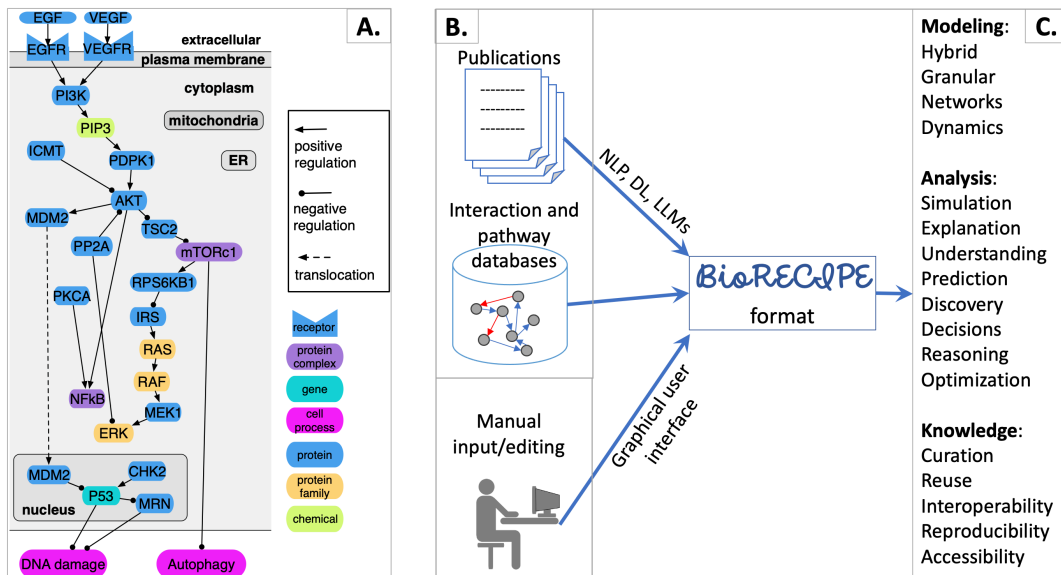 A.
EGF
VEGF
extracellular
EGFR
VEGFR
plasma membrane
PI3K
cytoplasm
PIP3
mitochondria
ICMT
PDPK1
ER
AKT
MDM2
TSC2
PP2A
mTORc1
RPS6KB1
PKCA
IRS
RAS
RAF
NFkB
MEK1
ERK
MDM2
CHK2
P53
MRN
nucleus
DNA damage
Autophagy
positive
regulation
negative
regulation
translocation
receptor
protein
complex
gene
cell
process
protein
protein
family
chemical
B.
Publications
Interaction and
pathway
databases
Manual
input/editing
NLP, DL, LLMs
Graphical user
interface
BioRECIPE
format
C.
Modeling:
Hybrid
Granular
Networks
Dynamics
Analysis:
Simulation
Explanation
Understanding
Prediction
Discovery
Decisions
Reasoning
Optimization
Knowledge:
Curation
Reuse
Interoperability
Reproducibility
Accessibility